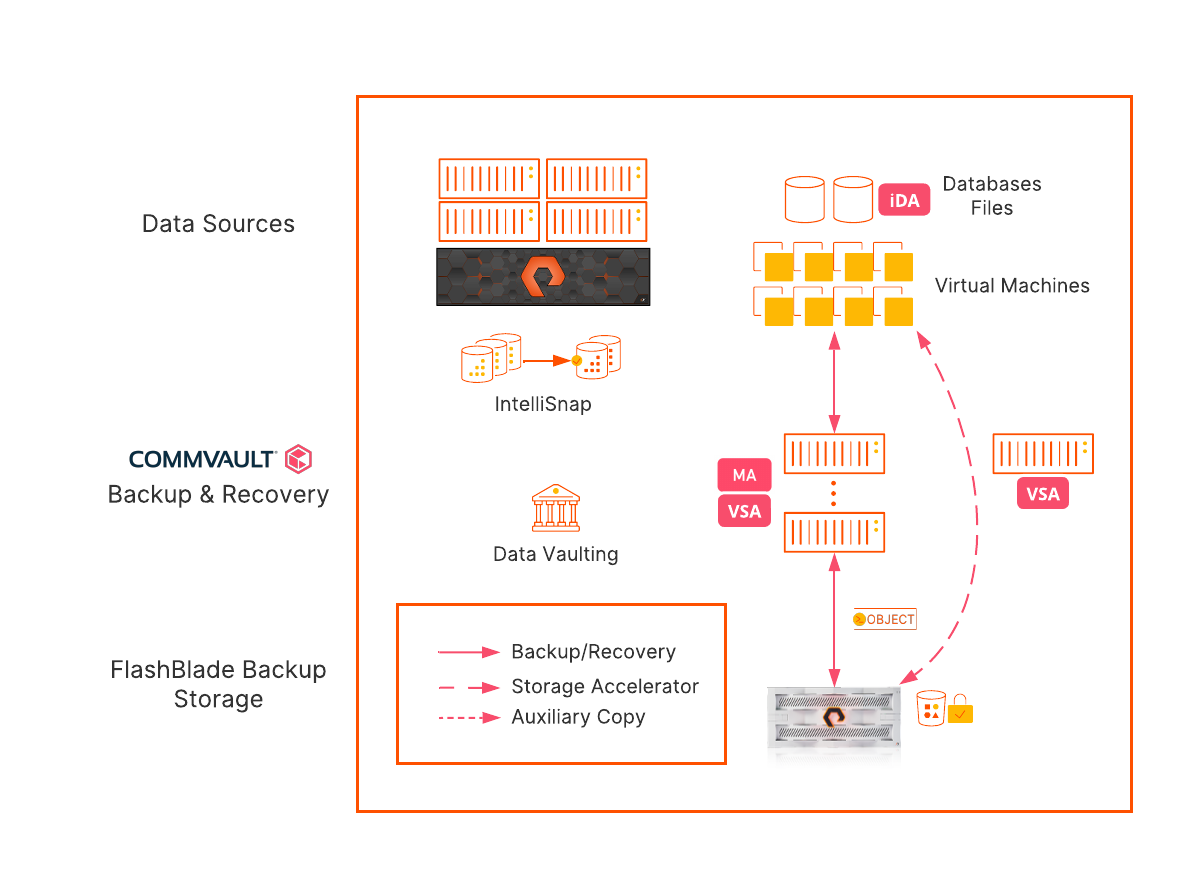 Data Sources
iDA
Databases
Files
Virtual Machines
IntelliSnap
COMMVAULT
Backup & Recovery
MA
VSA
VSA
Data Vaulting
OBJECT
FlashBlade Backup
Storage
Backup/Recovery
Storage Accelerator
Auxiliary Copy